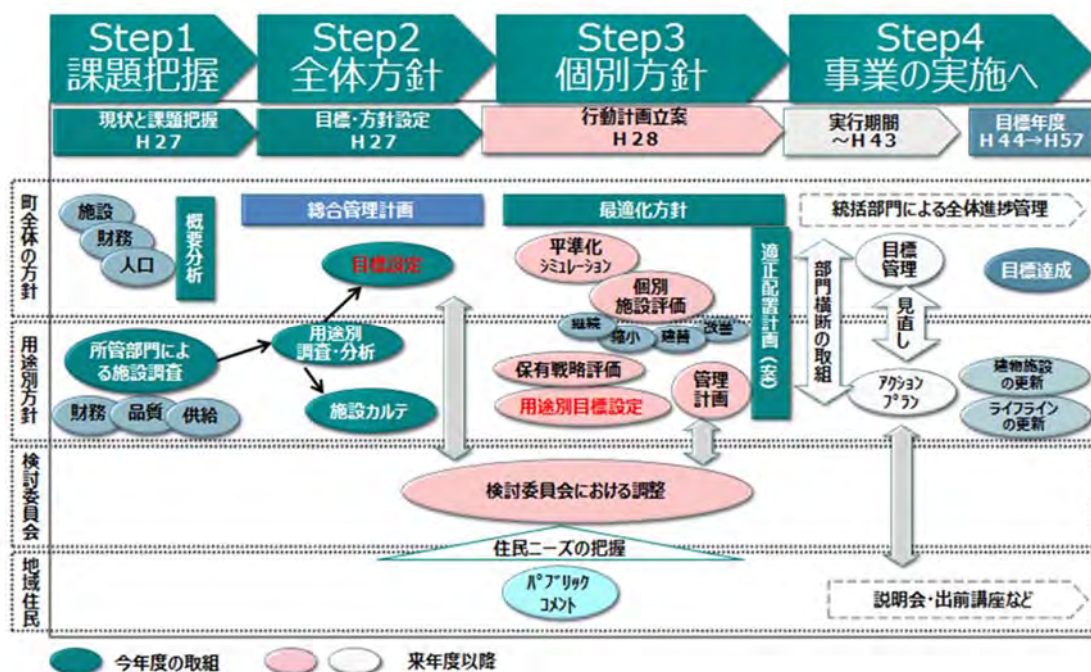 Step1
課題把握
Step2
全体方針
Step3
個別方針
Step4
事業の実施へ
現状と課題把握
H27
目標・方針設定
H27
行動計画立案
H28
実行期間
～H43
目標年度
H44→H57
町全体の方針
施設
財務
人口
概要分析
総合管理計画
目標設定
最適化方針
平準化
シミュレーション
個別
施設評価
継続
縮小
建替
改善
適正配置計画(案)
統括部門による全体進捗管理
部門横断の取組
目標
管理
見直し
目標達成
用途別方針
所管部門によ
る施設調査
財務
品質
供給
用途別
調査・分析
施設カルテ
保有戦略評価
用途別目標設定
管理
計画
アクション
プラン
建物施設
の更新
ライフライン
の更新
検討委員会
検討委員会における調整
住民ニーズの把握
地域住民
パブリック
コメント
説明会・出前講座など
今年度の取組
来年度以降